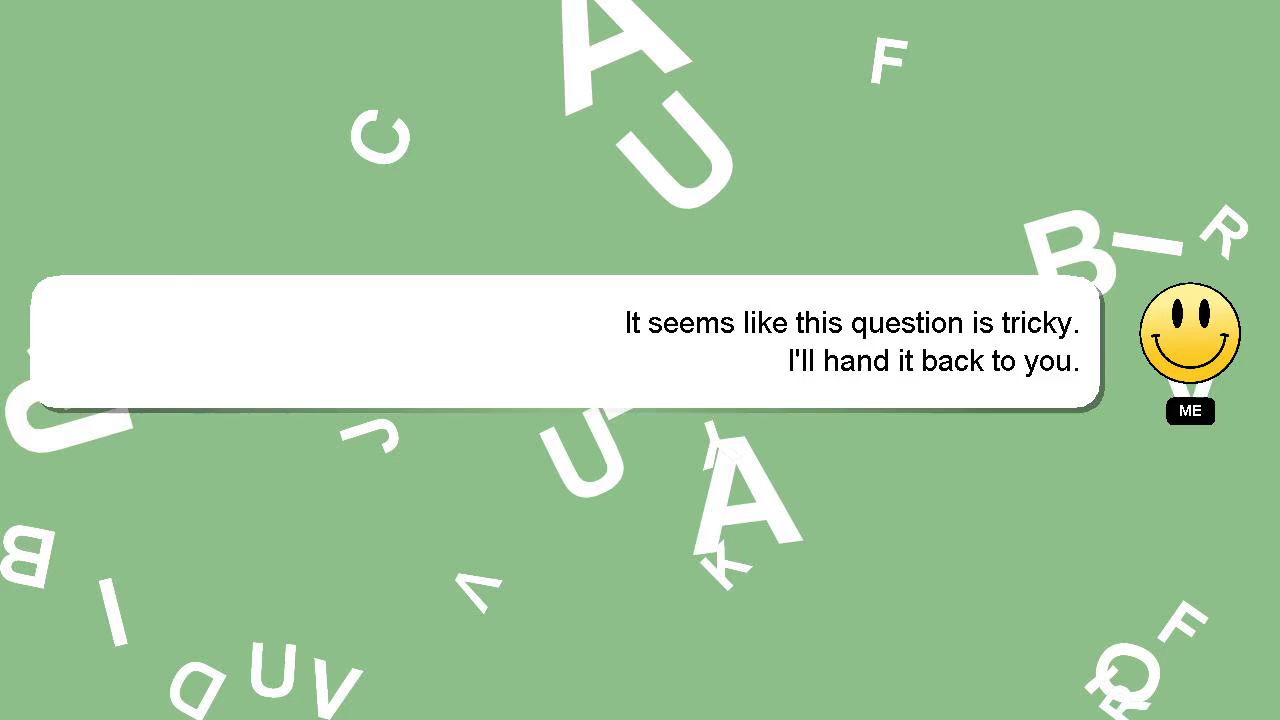 A
F
C
U
R
B I
It seems like this question is tricky.
I'll hand it back to you.
ME
U
J
A
K
B
V
I
F
U
D
V
Q